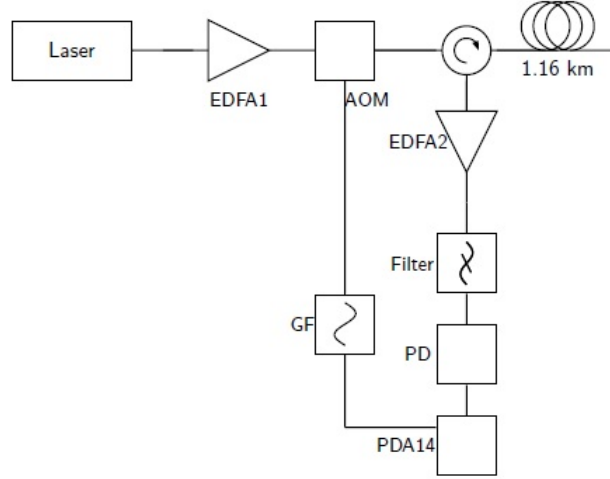 Laser
EDFA1
AOM
1.16 km
EDFA2
Filter
GF
PD
PDA14